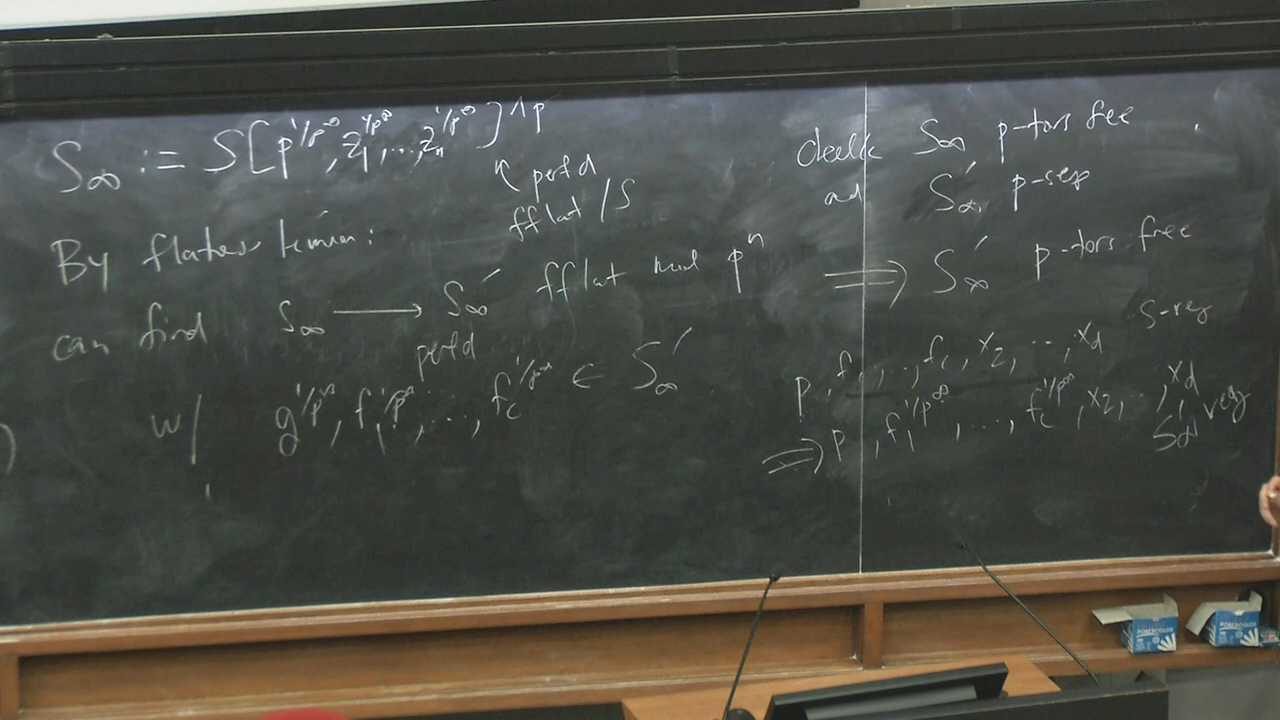 S∞ := S[p^{1/p^∞}, z_1^{1/p^∞}, ..., z_n^{1/p^∞}]^{∧p}
perfd
fflat / S
By flatness lemma:
can find S∞ ⟶ S'∞ fflat mod p^n
perfd
w/ g^{1/p^∞}, f_1^{1/p^∞}, ..., f_c^{1/p^∞} ∈ S'∞
check S∞ p-tors free
and S'∞ p-sep
⟹ S'∞ p-tors free
p, f_1, ..., f_c, x_2, ..., x_d S-reg
⟹ p, f_1^{1/p^∞}, ..., f_c^{1/p^∞}, x_2, ..., x_d reg